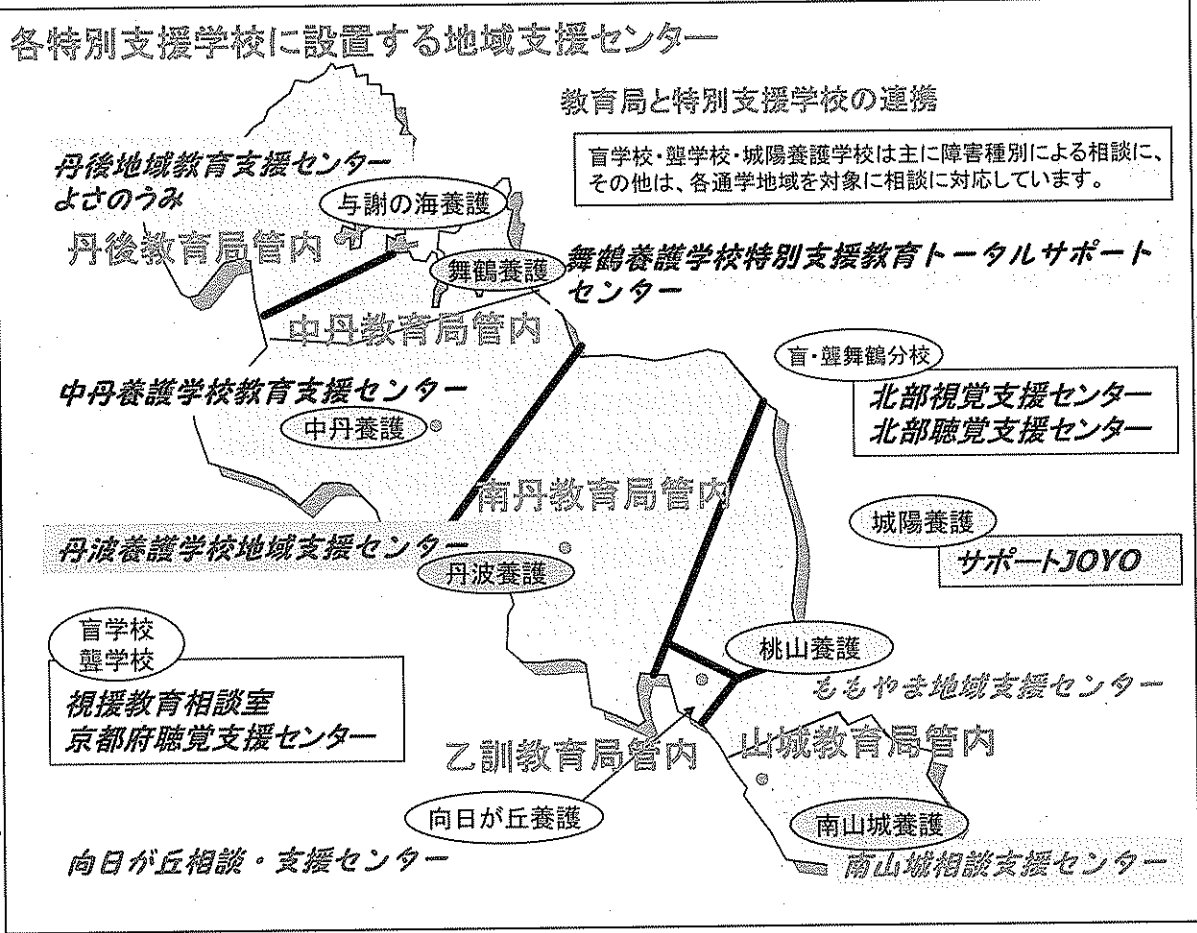 各特別支援学校に設置する地域支援センター
教育局と特別支援学校の連携
盲学校・聾学校・城陽養護学校は主に障害種別による相談に、
その他は、各通学地域を対象に相談に対応しています。
丹後地域教育支援センター
よさのうみ
与謝の海養護
丹後教育局管内
舞鶴養護
舞鶴養護学校特別支援教育トータルサポート
センター
中丹教育局管内
盲・聾舞鶴分校
北部視覚支援センター
北部聴覚支援センター
中丹養護学校教育支援センター
中丹養護
南丹教育局管内
城陽養護
サポートJOYO
丹波養護学校地域支援センター
丹波養護
盲学校
聾学校
視援教育相談室
京都府聴覚支援センター
桃山養護
ももやま地域支援センター
乙訓教育局管内
山城教育局管内
向日が丘養護
南山城養護
向日が丘相談・支援センター
南山城相談支援センター